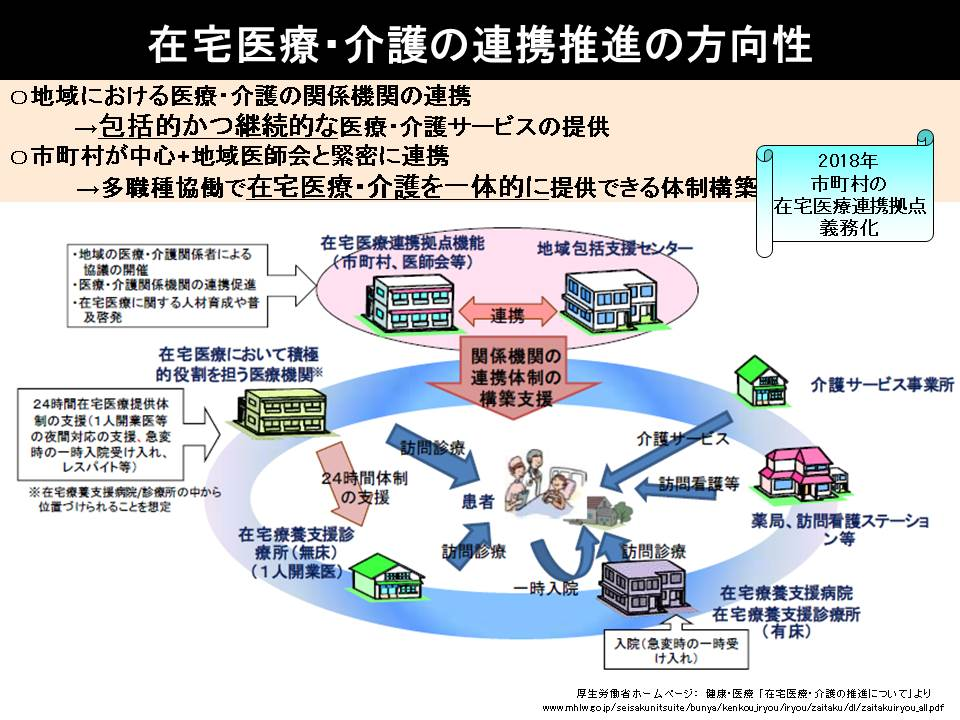 在宅医療・介護の連携推進の方向性
○地域における医療・介護の関係機関の連携
→包括的かつ継続的な医療・介護サービスの提供
○市町村が中心+地域医師会と緊密に連携
→多職種協働で在宅医療・介護を一体的に提供できる体制構築
2018年
市町村の
在宅医療連携拠点
義務化
・地域の医療・介護関係者による
協議の開催
・医療・介護関係機関の連携促進
・在宅医療に関する人材育成や普
及啓発
在宅医療連携拠点機能
(市町村、医師会等)
地域包括支援センター
連携
関係機関の
連携体制の
構築支援
在宅医療において積極
的役割を担う医療機関※
24時間在宅医療提供体
制の支援(1人開業医等
の夜間対応の支援、急変
時の一時入院受け入れ、
レスパイト等)
※在宅療養支援病院/診療所の中から
位置づけられることを想定
介護サービス事業所
訪問診療
介護サービス
24時間体制
の支援
患者
訪問看護等
薬局、訪問看護ステーショ
ン等
在宅療養支援診
療所(無床)
(1人開業医)
訪問診療
一時入院
訪問診療
在宅療養支援病院
在宅療養支援診療所
(有床)
入院(急変時の一時受
け入れ)
厚生労働省ホームページ: 健康・医療 「在宅医療・介護の推進について」より
www.mhlw.go.jp/seisakunitsuite/bunya/kenkou_iryou/iryou/zaitaku/dl/zaitakuiryou_all.pdf